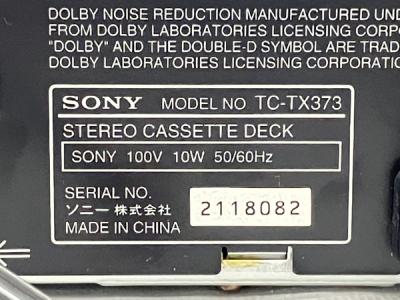 DOLBY NOISE REDUCTION MANUFACTURED UND
FROM DOLBY LABORATORIES LICENSING CORP
"DOLBY" AND THE DOUBLE-D SYMBOL ARE TRAD
DOLBY LABORATORIES LICENSING CORPORATION
SONY MODEL NO TC-TX373
STEREO CASSETTE DECK
SONY 100V 10W 50/60Hz
SERIAL NO. 2118082
ソニー株式会社
MADE IN CHINA